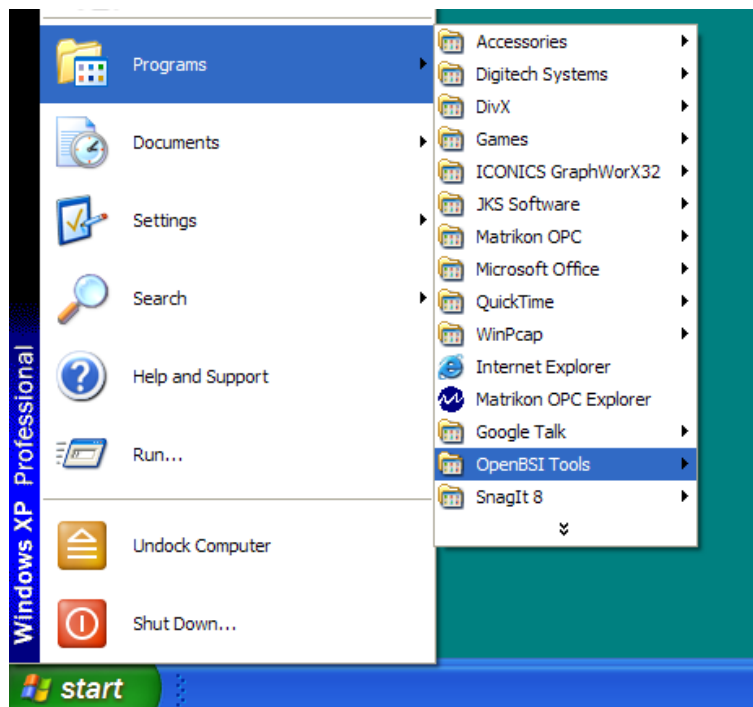 Programs
Documents
Settings
Search
Help and Support
Run...
Undock Computer
Shut Down...
Windows XP Professional
start
Accessories
Digitech Systems
DivX
Games
ICONICS GraphWorX32
JKS Software
Matrikon OPC
Microsoft Office
QuickTime
WinPcap
Internet Explorer
Matrikon OPC Explorer
Google Talk
OpenBSI Tools
SnagIt 8